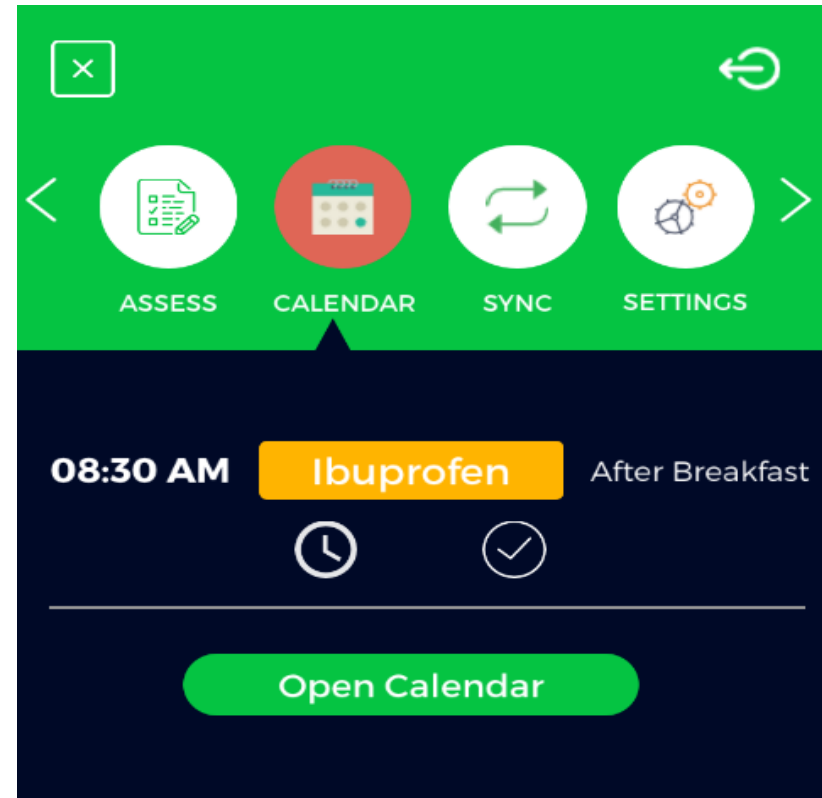 ASSESS CALENDAR SYNC SETTINGS
08:30 AM Ibuprofen After Breakfast
Open Calendar